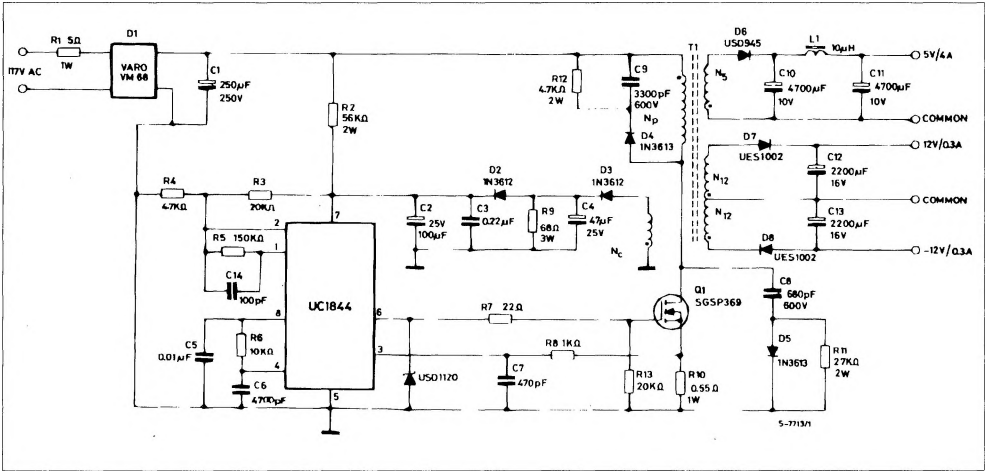 R1 5Ω
1W
117V AC
D1
VARO
VM 68
C1
250µF
250V
R2
56KΩ
2W
R12
4.7KΩ
2W
C9
3300pF
600V
Np
D4
1N3613
T1
N5
D6
USD945
L1
10µH
C10
4700µF
10V
C11
4700µF
10V
5V/4A
COMMON
D7
UES1002
12V/0.3A
N12
C12
2200µF
16V
COMMON
N12
C13
2200µF
16V
D8
UES1002
-12V/0.3A
R4
4.7KΩ
R3
20KΩ
D2
1N3612
D3
1N3612
C2
25V
100µF
C3
0.22µF
R9
68Ω
3W
C4
47µF
25V
Nc
7
2
R5 150KΩ
1
C14
100pF
UC1844
8
6
R7 22Ω
Q1
SGSP369
C8
680pF
600V
C5
0.01µF
R6
10KΩ
4
C6
4700pF
3
R8 1KΩ
5
USD1120
C7
470pF
R13
20KΩ
R10
0.55Ω
1W
D5
1N3613
R11
27KΩ
2W
S-7713/1